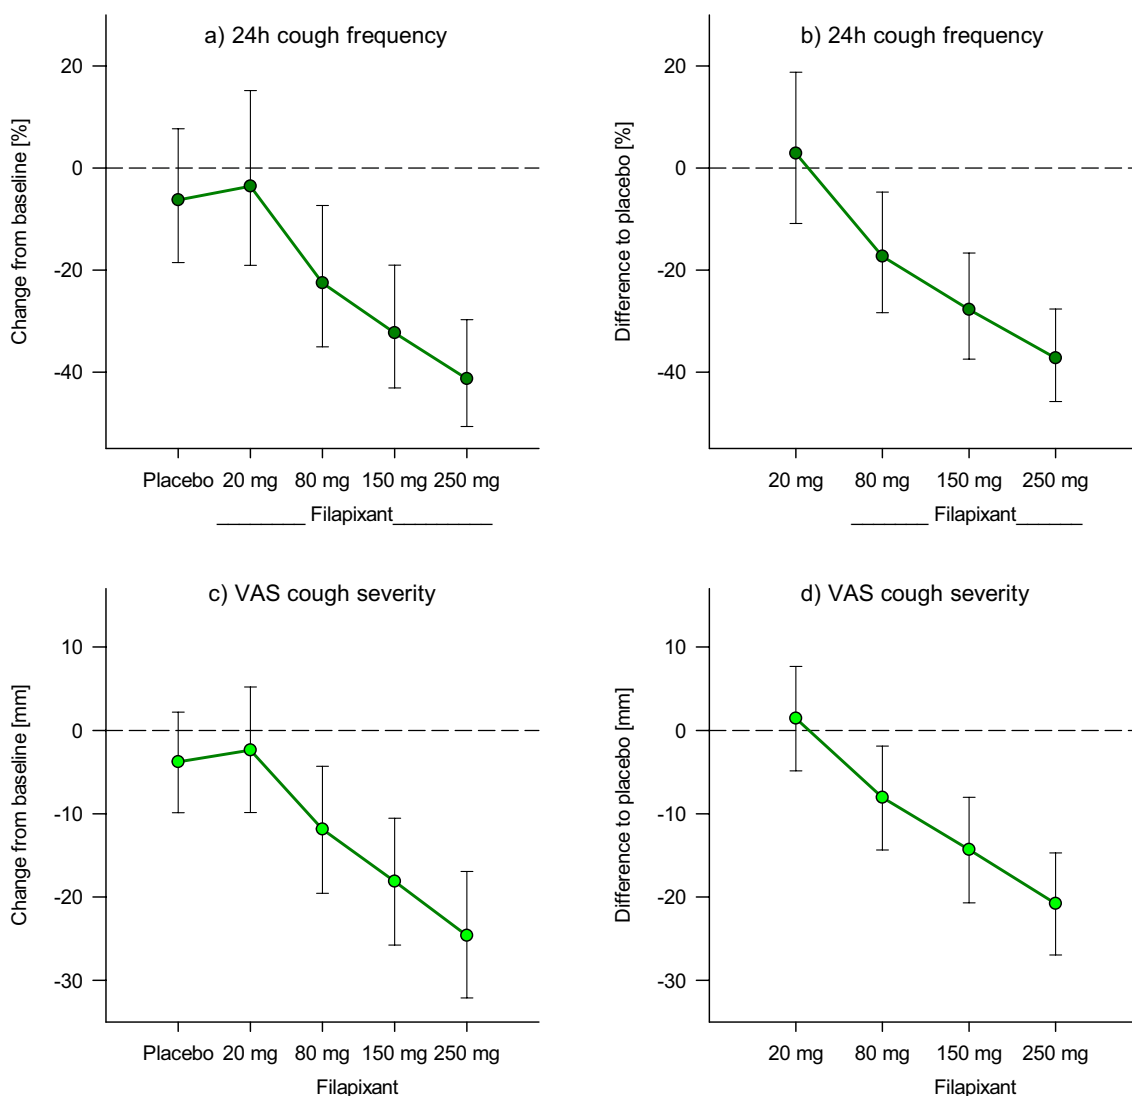 a) 24h cough frequency
Change from baseline [%]
20
0
-20
-40
Placebo 20 mg 80 mg 150 mg 250 mg
________ Filapixant_________
b) 24h cough frequency
Difference to placebo [%]
20
0
-20
-40
20 mg 80 mg 150 mg 250 mg
_______ Filapixant______
c) VAS cough severity
Change from baseline [mm]
10
0
-10
-20
-30
Placebo 20 mg 80 mg 150 mg 250 mg
Filapixant
d) VAS cough severity
Difference to placebo [mm]
10
0
-10
-20
-30
20 mg 80 mg 150 mg 250 mg
Filapixant